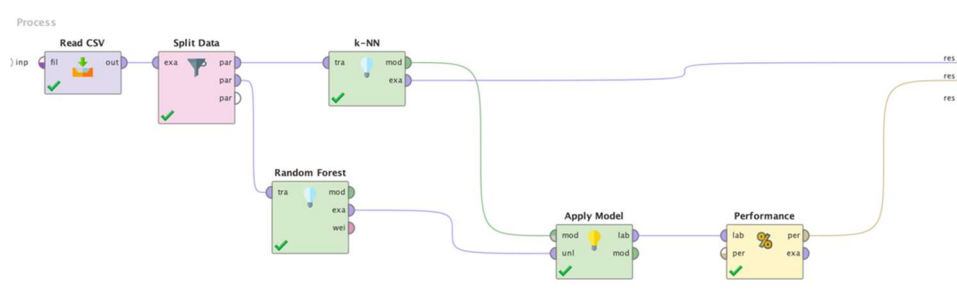 Process
Read CSV
Split Data
k-NN
inp
fil
out
exa
par
par
par
tra
mod
exa
res
res
res
Random Forest
tra
mod
exa
wei
Apply Model
mod
lab
unl
mod
Performance
%
lab
per
per
exa